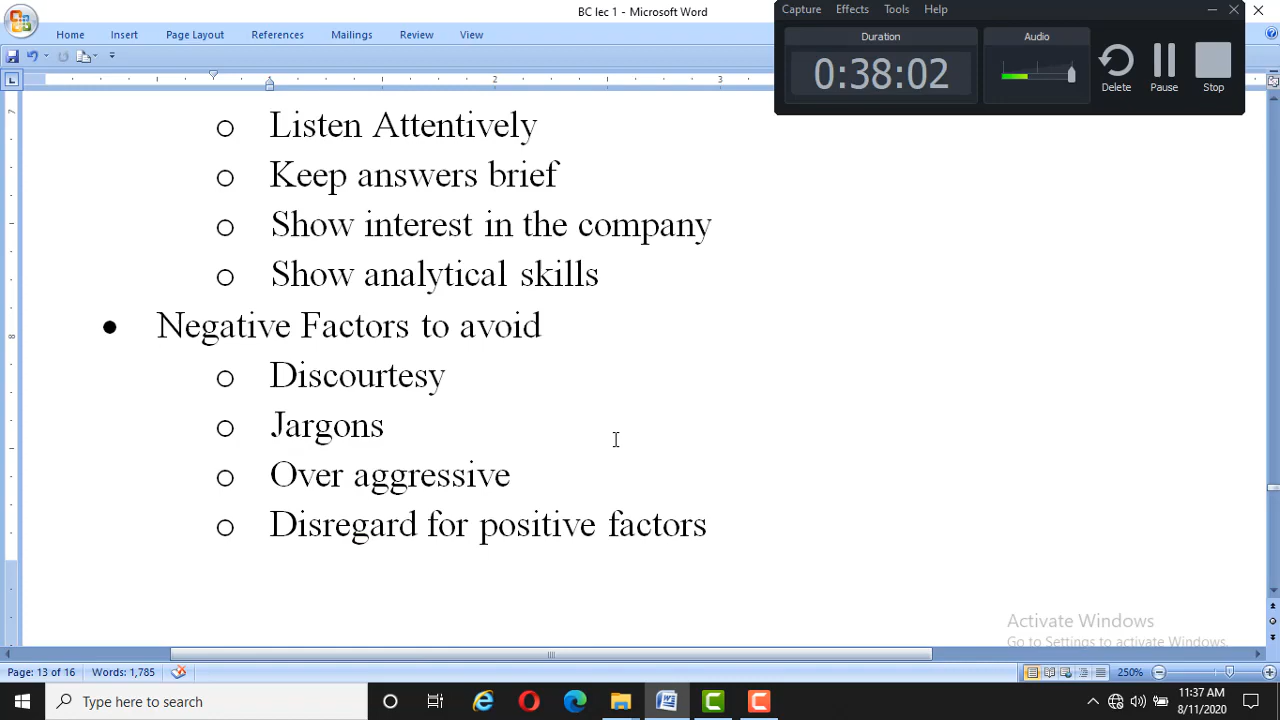 BC lec 1 - Microsoft Word
Capture Effects Tools Help
Home Insert Page Layout References Mailings Review View
Duration Audio
0:38:02
Delete Pause Stop
2 3
7
Listen Attentively
Keep answers brief
Show interest in the company
Show analytical skills
8
Negative Factors to avoid
Discourtesy
Jargons
Over aggressive
Disregard for positive factors
Activate Windows
Go to Settings to activate Windows.
Page: 13 of 16 Words: 1,785 250%
Type here to search
11:37 AM
8/11/2020